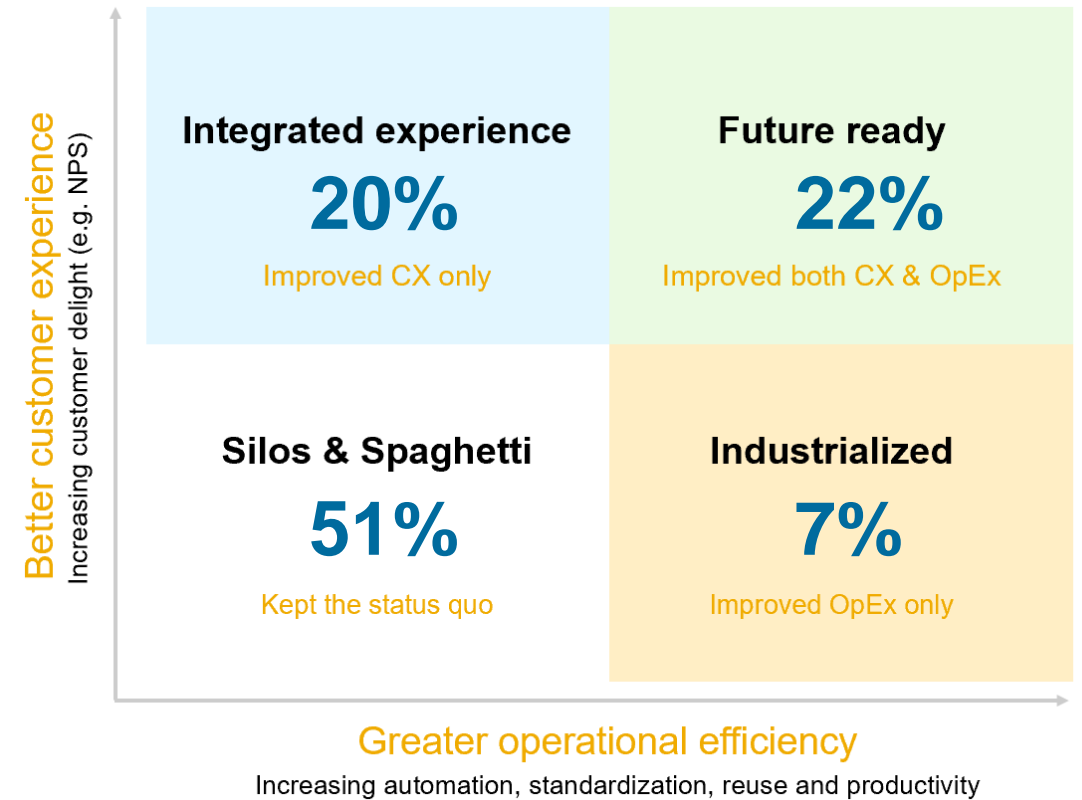 Better customer experience
Increasing customer delight (e.g. NPS)
Integrated experience
20%
Improved CX only
Future ready
22%
Improved both CX & OpEx
Silos & Spaghetti
51%
Kept the status quo
Industrialized
7%
Improved OpEx only
Greater operational efficiency
Increasing automation, standardization, reuse and productivity